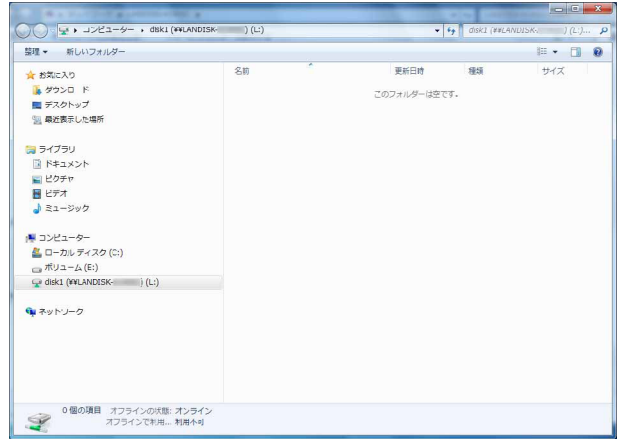 コンピューター ▸ disk1 (¥¥LANDISK- ) (L:)
disk1 (¥¥LANDISK- ) (L:)...
整理 ▼ 新しいフォルダー
名前 更新日時 種類 サイズ
このフォルダーは空です。
お気に入り
ダウンロード
デスクトップ
最近表示した場所
ライブラリ
ドキュメント
ピクチャ
ビデオ
ミュージック
コンピューター
ローカル ディスク (C:)
ボリューム (E:)
disk1 (¥¥LANDISK- ) (L:)
ネットワーク
0 個の項目 オフラインの状態: オンライン
オフラインで利用... 利用不可